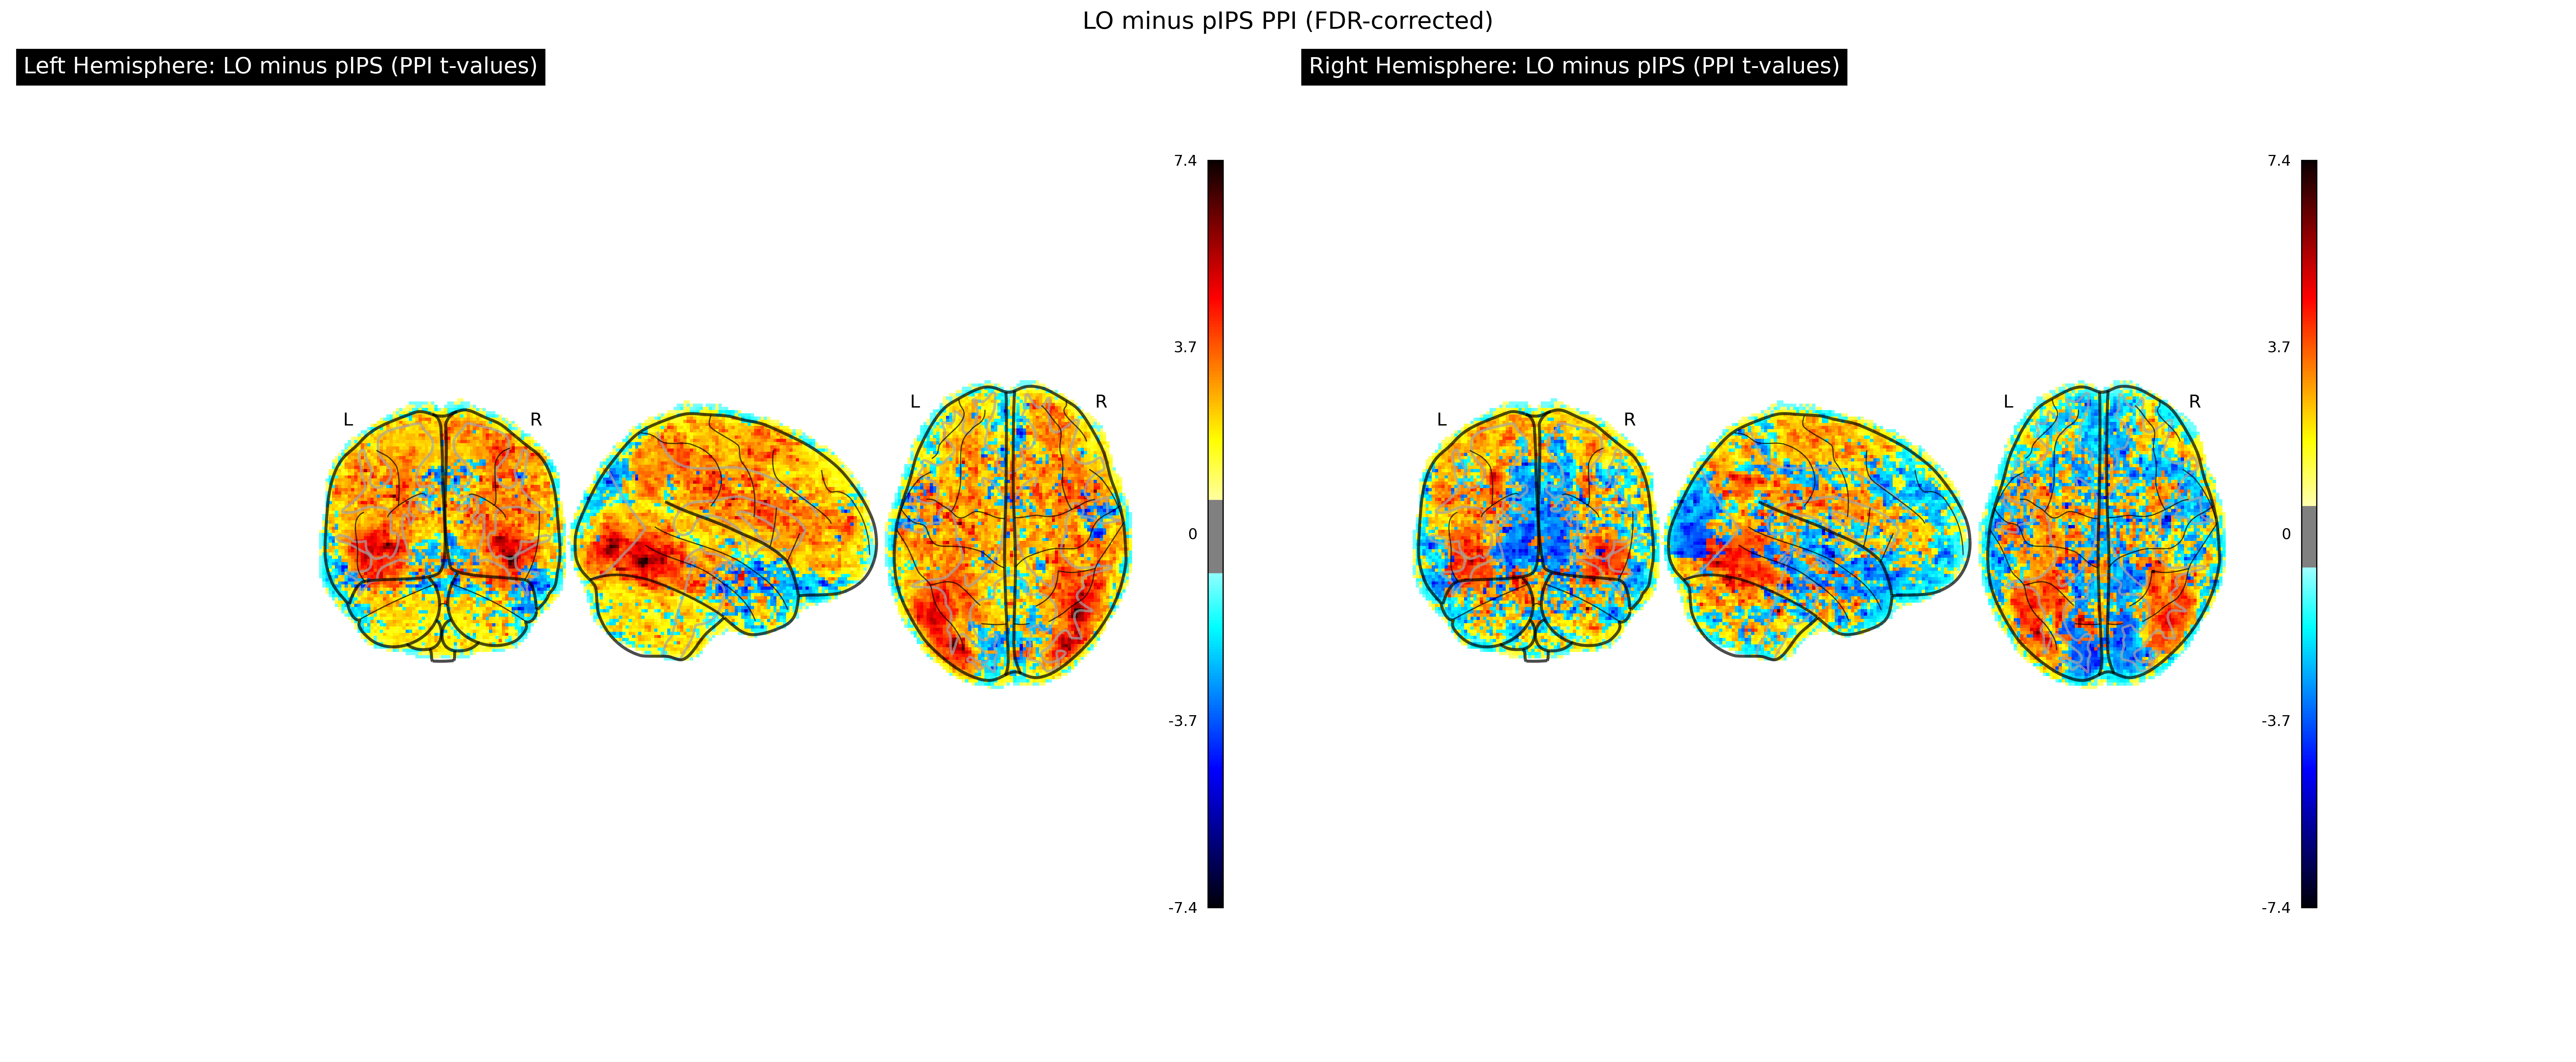 LO minus pIPS PPI (FDR-corrected)
Left Hemisphere: LO minus pIPS (PPI t-values)
L R L R
7.4
3.7
0
-3.7
-7.4
Right Hemisphere: LO minus pIPS (PPI t-values)
L R L R
7.4
3.7
0
-3.7
-7.4